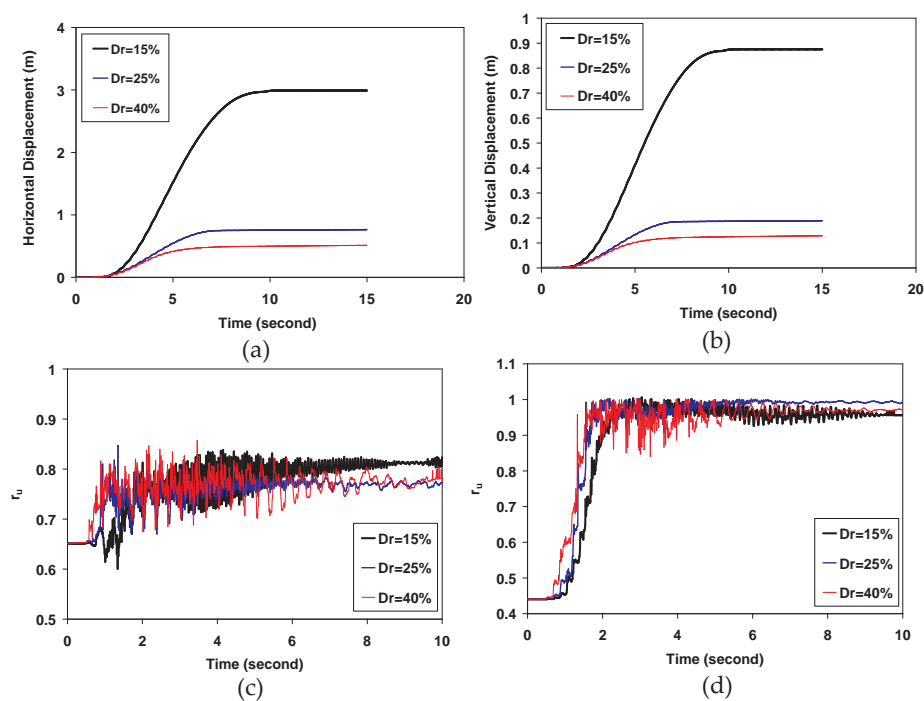 Horizontal Displacement (m)
4
3
2
1
0
Dr=15%
Dr=25%
Dr=40%
0 5 10 15 20
Time (second)
(a)
Vertical Displacement (m)
1
0.9
0.8
0.7
0.6
0.5
0.4
0.3
0.2
0.1
0
Dr=15%
Dr=25%
Dr=40%
0 5 10 15 20
Time (second)
(b)
r_u
1
0.9
0.8
0.7
0.6
0.5
Dr=15%
Dr=25%
Dr=40%
0 2 4 6 8 10
Time (second)
(c)
r_u
1.1
1
0.9
0.8
0.7
0.6
0.5
0.4
Dr=15%
Dr=25%
Dr=40%
0 2 4 6 8 10
Time (second)
(d)